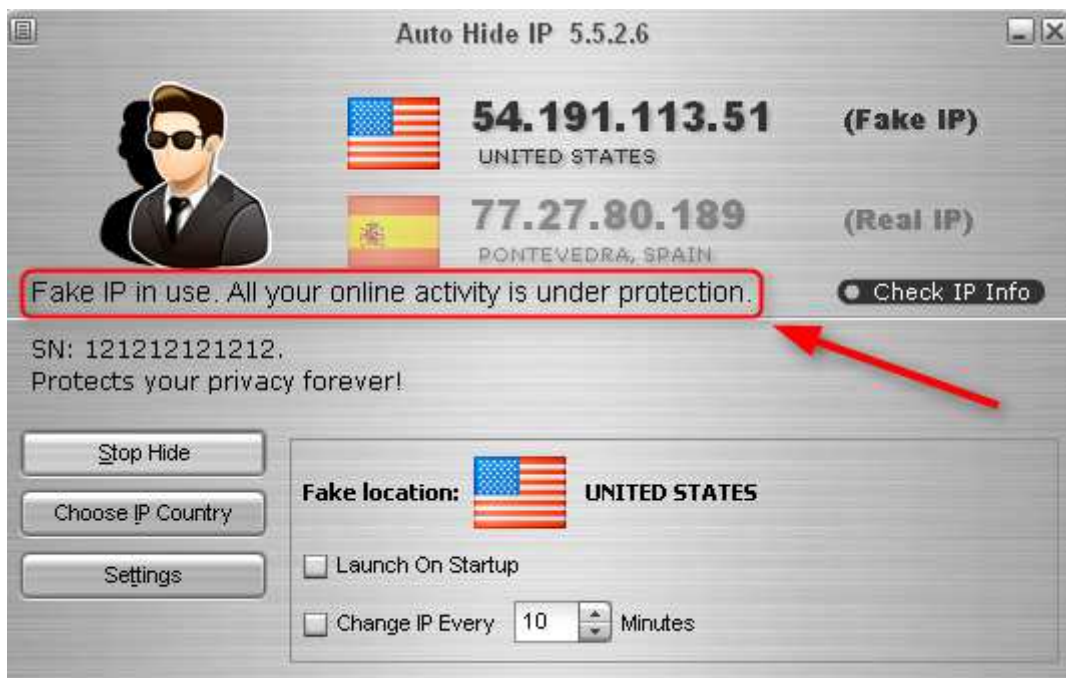 Auto Hide IP 5.5.2.6
54.191.113.51 (Fake IP)
UNITED STATES
77.27.80.189 (Real IP)
PONTEVEDRA, SPAIN
Fake IP in use. All your online activity is under protection.
Check IP Info
SN: 121212121212.
Protects your privacy forever!
Stop Hide
Choose IP Country
Settings
Fake location: UNITED STATES
Launch On Startup
Change IP Every 10 Minutes